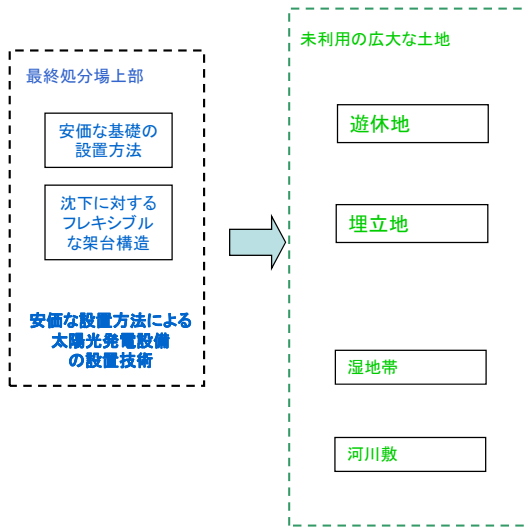 最終処分場上部
安価な基礎の
設置方法
沈下に対する
フレキシブル
な架台構造
安価な設置方法による
太陽光発電設備
の設置技術
未利用の広大な土地
遊休地
埋立地
湿地帯
河川敷